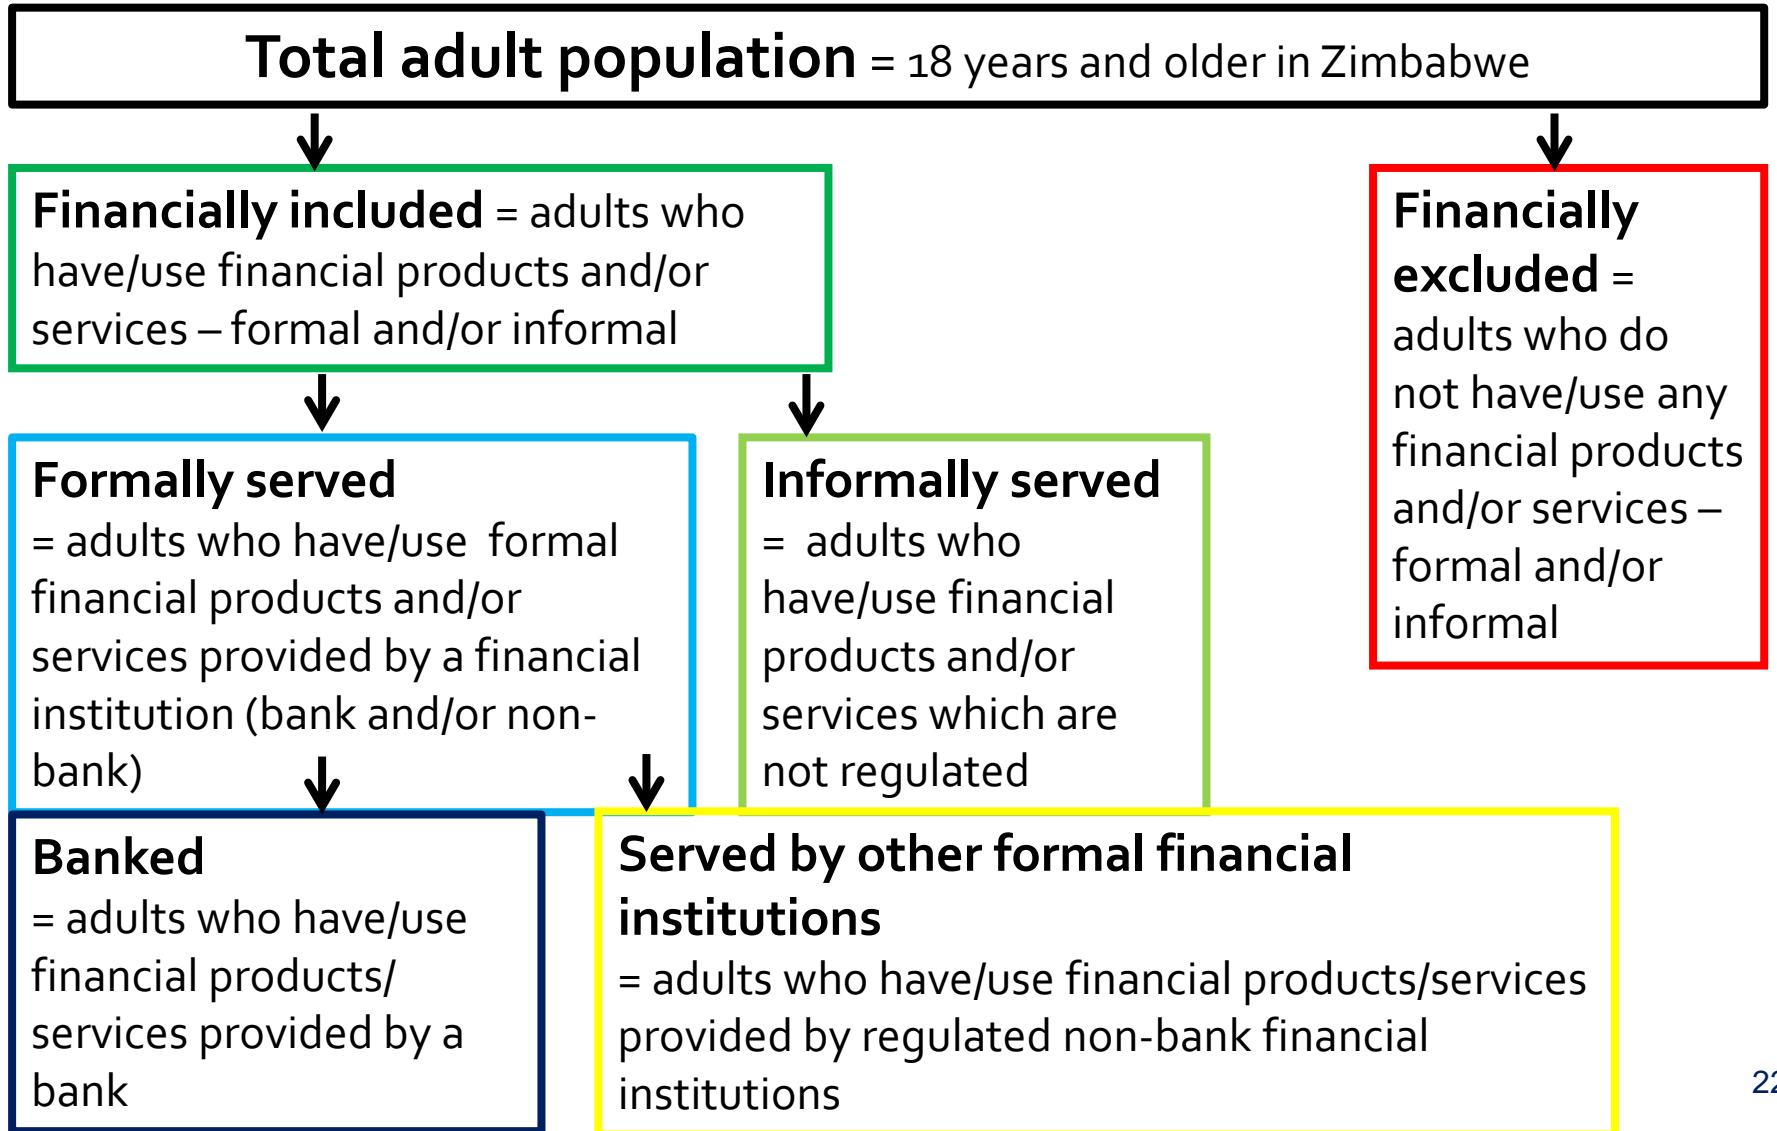 Total adult population = 18 years and older in Zimbabwe
Financially included = adults who
have/use financial products and/or
services – formal and/or informal
Financially
excluded =
adults who do
not have/use any
financial products
and/or services –
formal and/or
informal
Formally served
= adults who have/use formal
financial products and/or
services provided by a financial
institution (bank and/or non-
bank)
Informally served
= adults who
have/use financial
products and/or
services which are
not regulated
Banked
= adults who have/use
financial products/
services provided by a
bank
Served by other formal financial
institutions
= adults who have/use financial products/services
provided by regulated non-bank financial
institutions
22